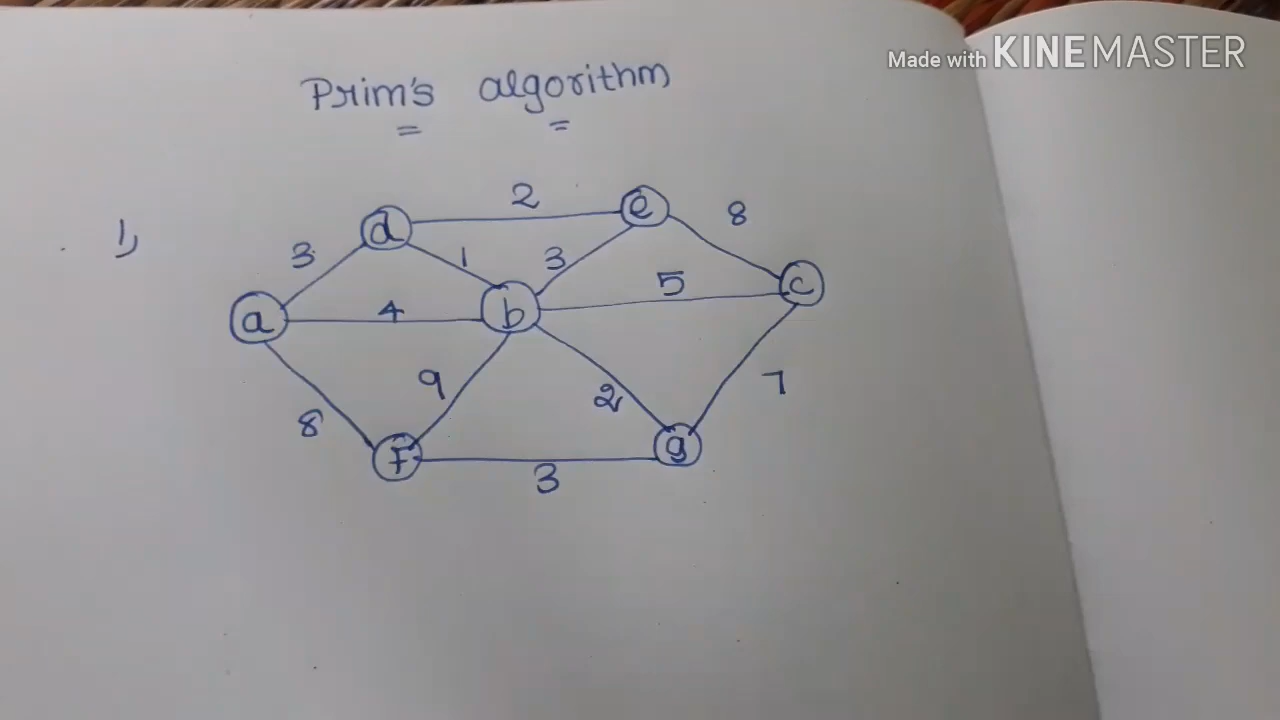 Made with KINEMASTER
Prim's algorithm
1)
d 2 e 8
3 1 3 5 c
a 4 b
9 2 7
8 f 3 g